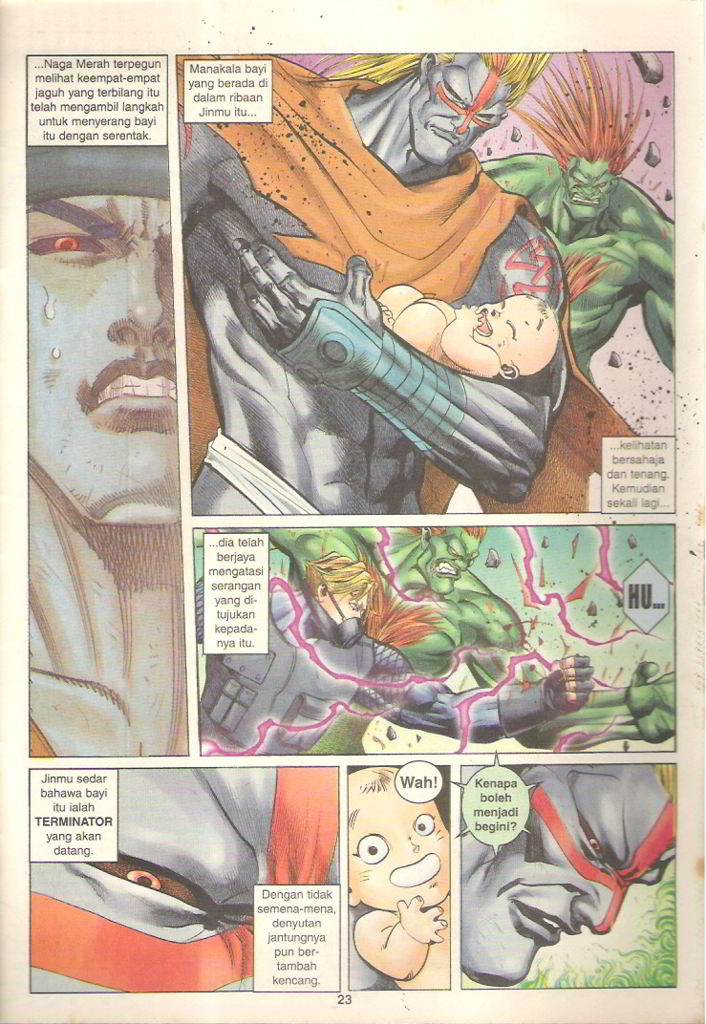 ...Naga Merah terpegun
melihat keempat-empat
jaguh yang terbilang itu
telah mengambil langkah
untuk menyerang bayi
itu dengan serentak.
Manakala bayi
yang berada di
dalam ribaan
Jinmu itu...
...kelihatan
bersahaja
dan tenang.
Kemudian
sekali lagi...
...dia telah
berjaya
mengatasi
serangan
yang di-
tujukan
kepada-
nya itu.
HU...
Jinmu sedar
bahawa bayi
itu ialah
TERMINATOR
yang akan
datang.
Dengan tidak
semena-mena,
denyutan
jantungnya
pun ber-
tambah
kencang.
Wah!
Kenapa
boleh
menjadi
begini?
23